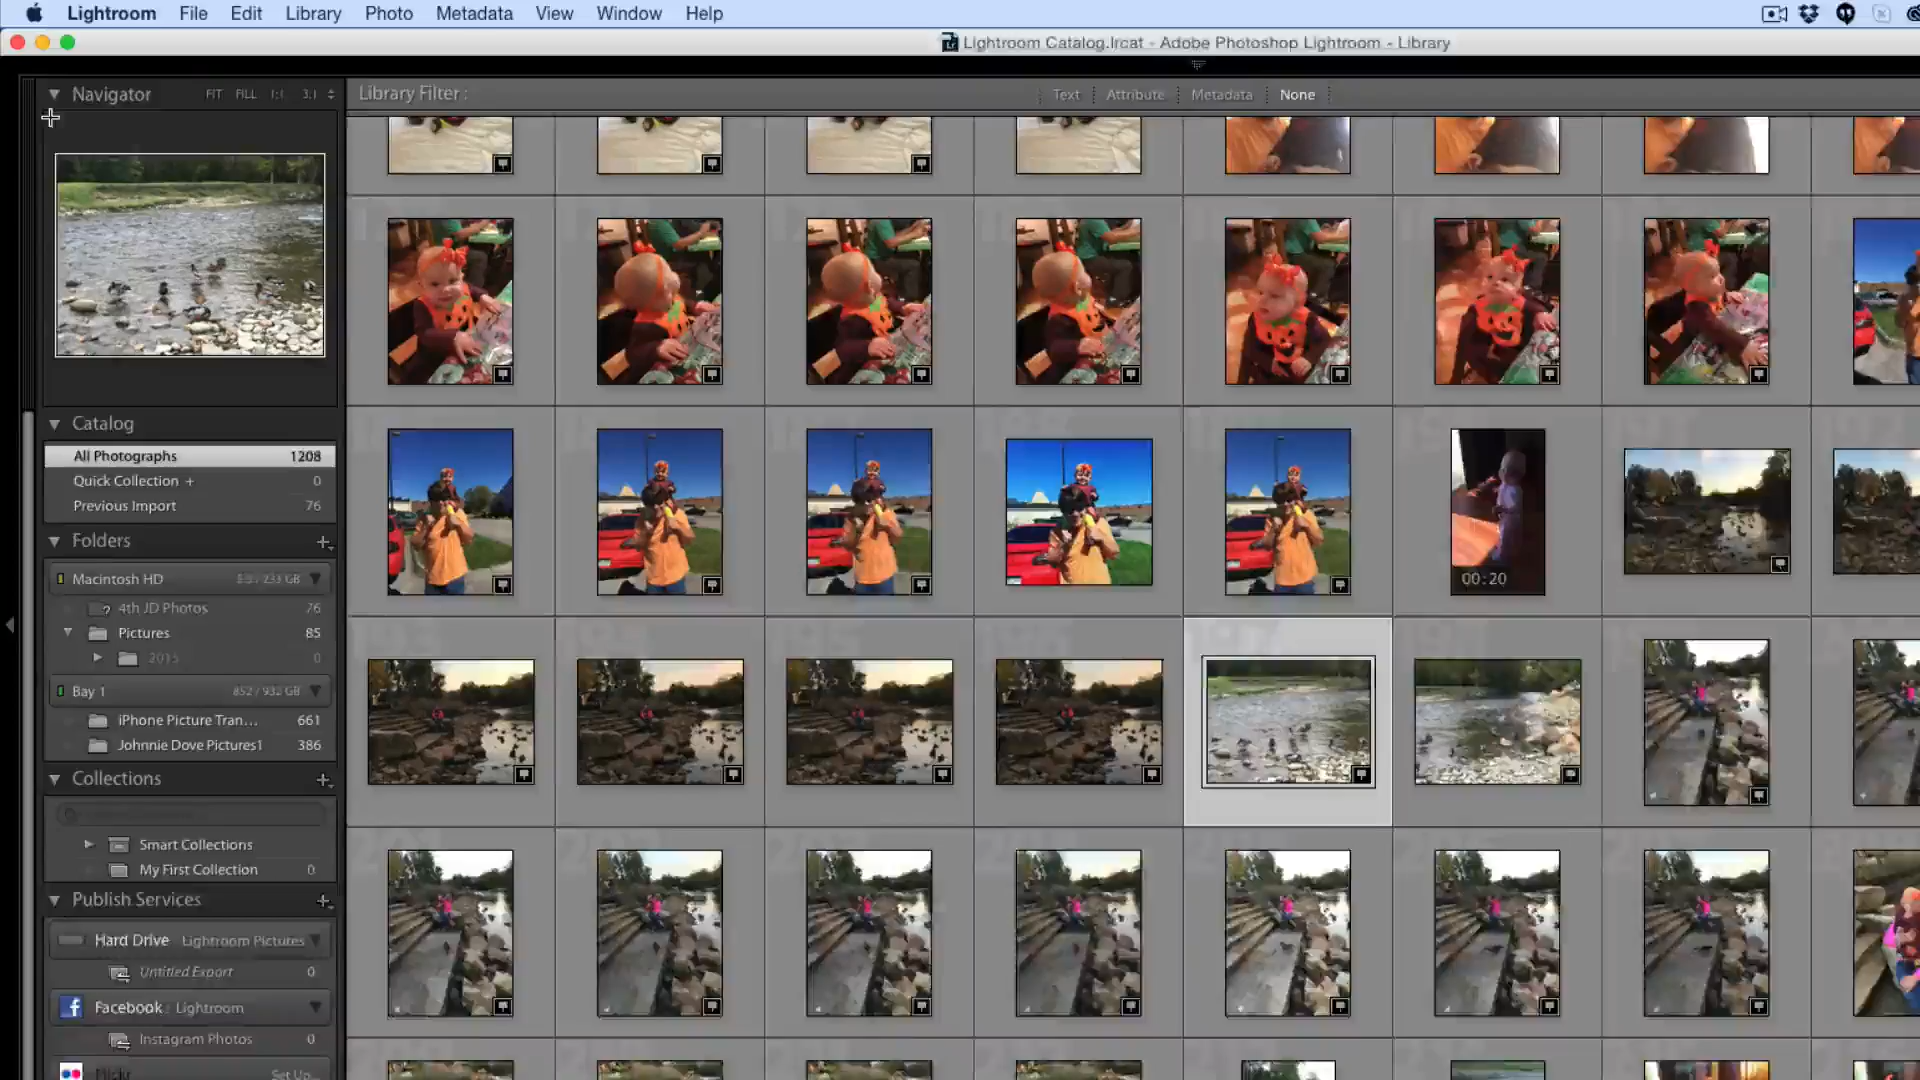 Lightroom File Edit Library Photo Metadata View Window Help
Lightroom Catalog.lrcat - Adobe Photoshop Lightroom - Library
Navigator FIT FILL 1:1 3:1
Library Filter : Text Attribute Metadata None
Catalog
All Photographs 1208
Quick Collection + 0
Previous Import 76
Folders
Macintosh HD
4th JD Photos 76
Pictures 85
2015 0
Bay 1 852 / 932 GB
iPhone Picture Tran... 661
Johnnie Dove Pictures1 386
Collections
Smart Collections
My First Collection 0
Publish Services
Hard Drive Lightroom Pictures
Untitled Export 0
Facebook Lightroom
Instagram Photos 0
Flickr Set Up...
00:20